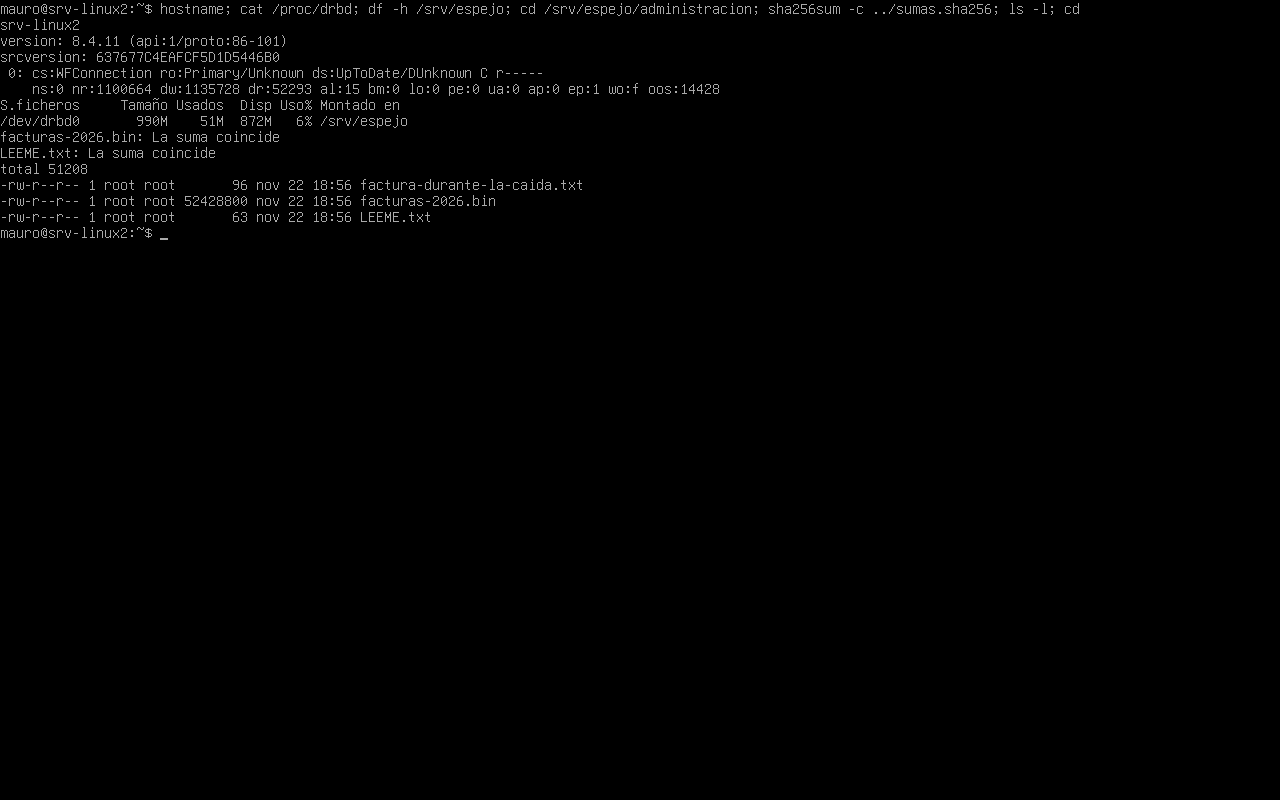 mauro@srv-linux2:~$ hostname; cat /proc/drbd; df -h /srv/espejo; cd /srv/espejo/administracion; sha256sum -c ../sumas.sha256; ls -l; cd
srv-linux2
version: 8.4.11 (api:1/proto:86-101)
srcversion: 637677C4EAFCF5D1D5446B0
 0: cs:WFConnection ro:Primary/Unknown ds:UpToDate/DUnknown C r-----
    ns:0 nr:1100664 dw:1135728 dr:52293 al:15 bm:0 lo:0 pe:0 ua:0 ap:0 ep:1 wo:f oos:14428
S.ficheros     Tamaño Usados  Disp Uso% Montado en
/dev/drbd0       990M    51M  872M   6% /srv/espejo
facturas-2026.bin: La suma coincide
LEEME.txt: La suma coincide
total 51208
-rw-r--r-- 1 root root       96 nov 22 18:56 factura-durante-la-caida.txt
-rw-r--r-- 1 root root 52428800 nov 22 18:56 facturas-2026.bin
-rw-r--r-- 1 root root       63 nov 22 18:56 LEEME.txt
mauro@srv-linux2:~$ _